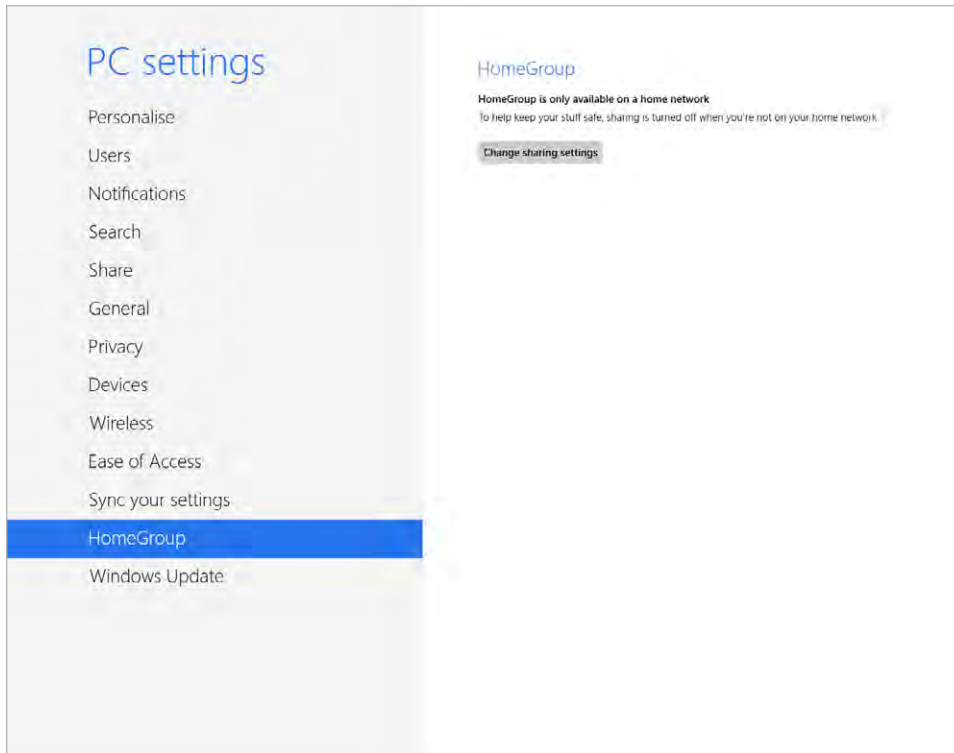 PC settings
Personalise
Users
Notifications
Search
Share
General
Privacy
Devices
Wireless
Ease of Access
Sync your settings
HomeGroup
Windows Update
HomeGroup
HomeGroup is only available on a home network
To help keep your stuff safe, sharing is turned off when you're not on your home network.
Change sharing settings